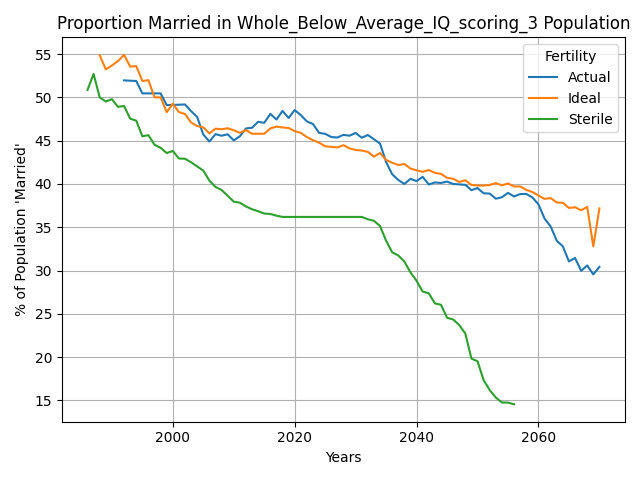 Proportion Married in Whole_Below_Average_IQ_scoring_3 Population
% of Population 'Married'
55
50
45
40
35
30
25
20
15
Fertility
Actual
Ideal
Sterile
2000 2020 2040 2060
Years